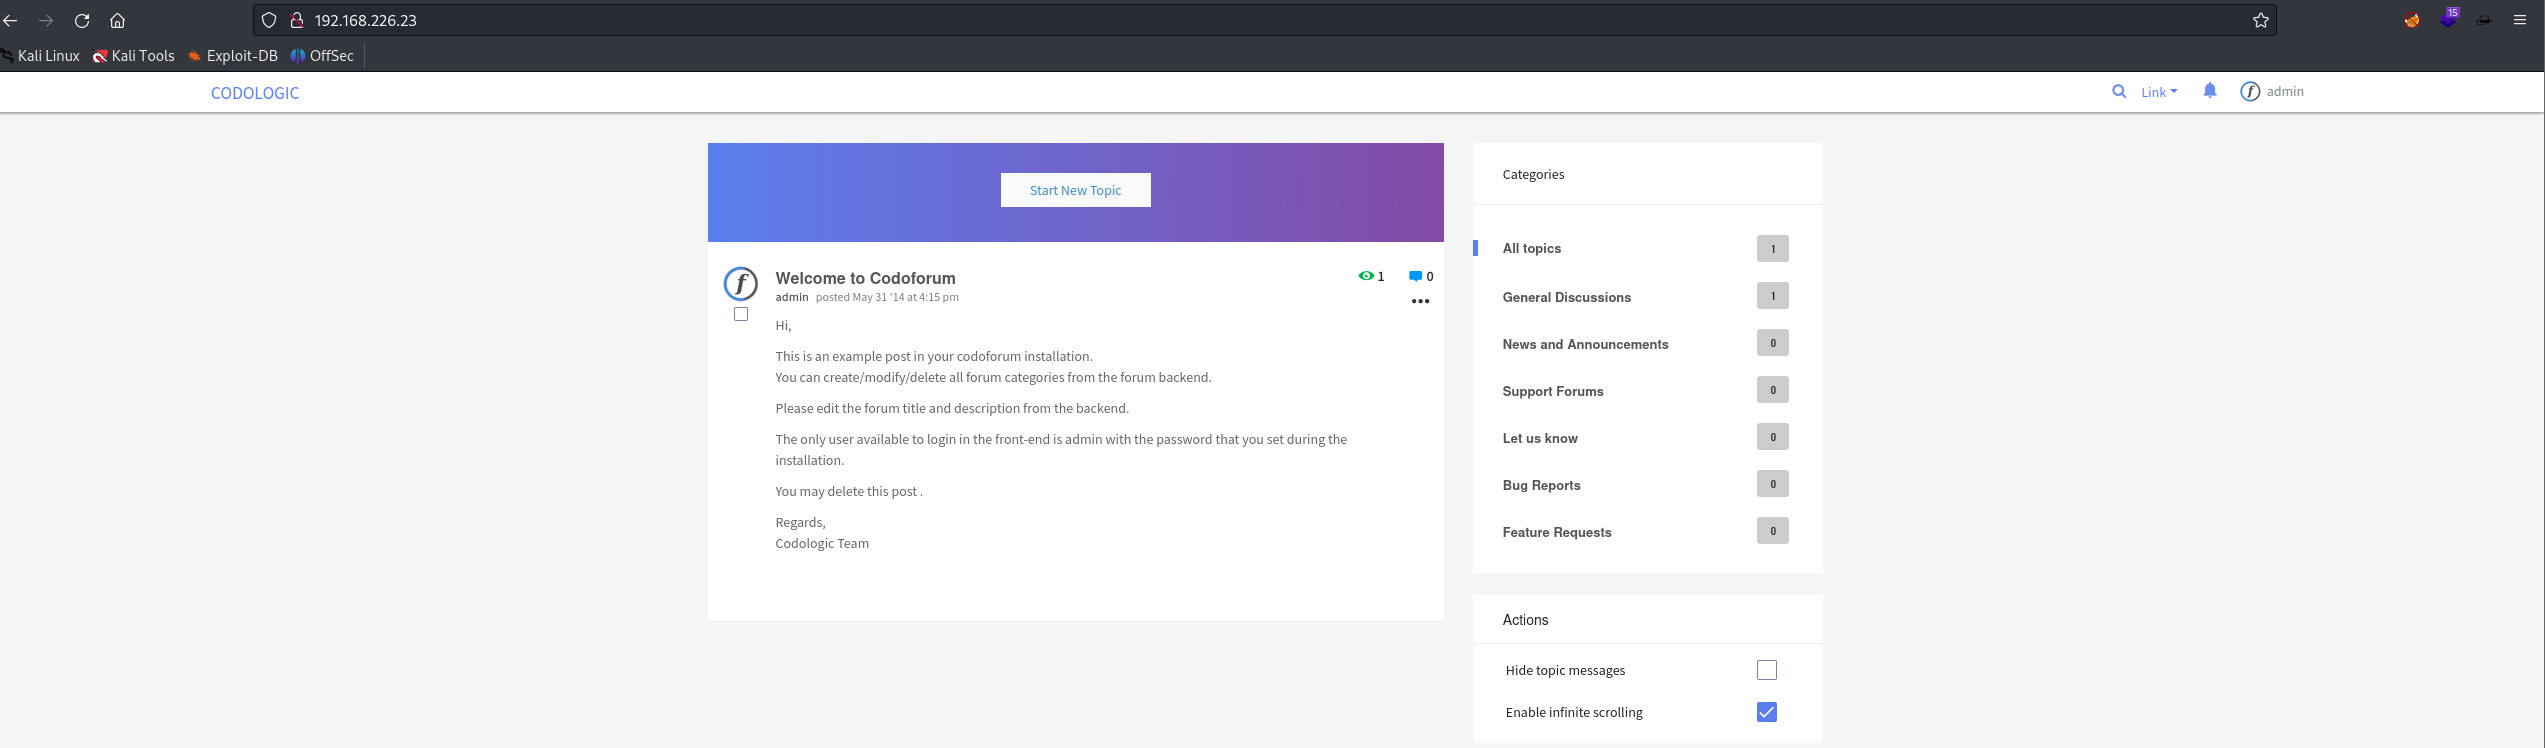 192.168.226.23
15
Kali Linux Kali Tools Exploit-DB OffSec
CODOLOGIC
Link
admin
Start New Topic
Welcome to Codoforum
1 0
admin posted May 31 '14 at 4:15 pm
Hi,
This is an example post in your codoforum installation.
You can create/modify/delete all forum categories from the forum backend.
Please edit the forum title and description from the backend.
The only user available to login in the front-end is admin with the password that you set during the
installation.
You may delete this post .
Regards,
Codologic Team
Categories
All topics 1
General Discussions 1
News and Announcements 0
Support Forums 0
Let us know 0
Bug Reports 0
Feature Requests 0
Actions
Hide topic messages
Enable infinite scrolling